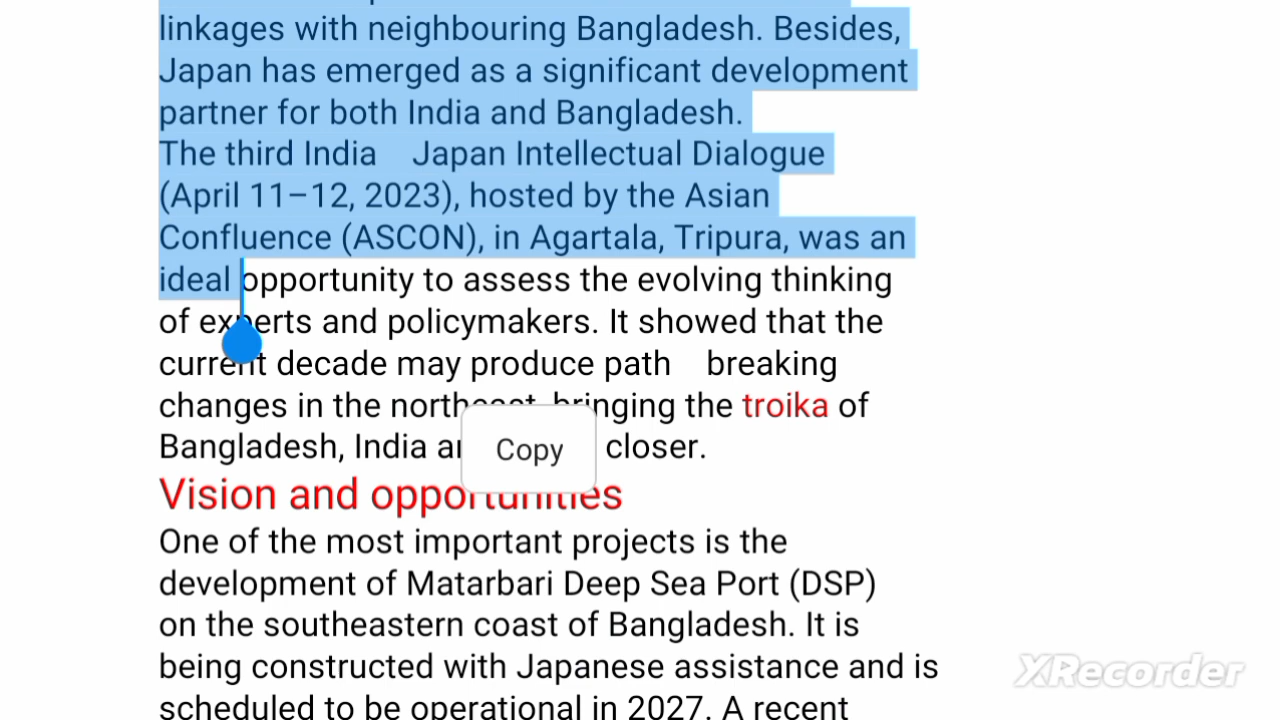 linkages with neighbouring Bangladesh. Besides,
Japan has emerged as a significant development
partner for both India and Bangladesh.
The third India Japan Intellectual Dialogue
(April 11–12, 2023), hosted by the Asian
Confluence (ASCON), in Agartala, Tripura, was an
ideal opportunity to assess the evolving thinking
of experts and policymakers. It showed that the
current decade may produce path breaking
changes in the northeast, bringing the troika of
Bangladesh, India closer.
Copy
Vision and opportunities
One of the most important projects is the
development of Matarbari Deep Sea Port (DSP)
on the southeastern coast of Bangladesh. It is
being constructed with Japanese assistance and is
scheduled to be operational in 2027. A recent
XRecorder